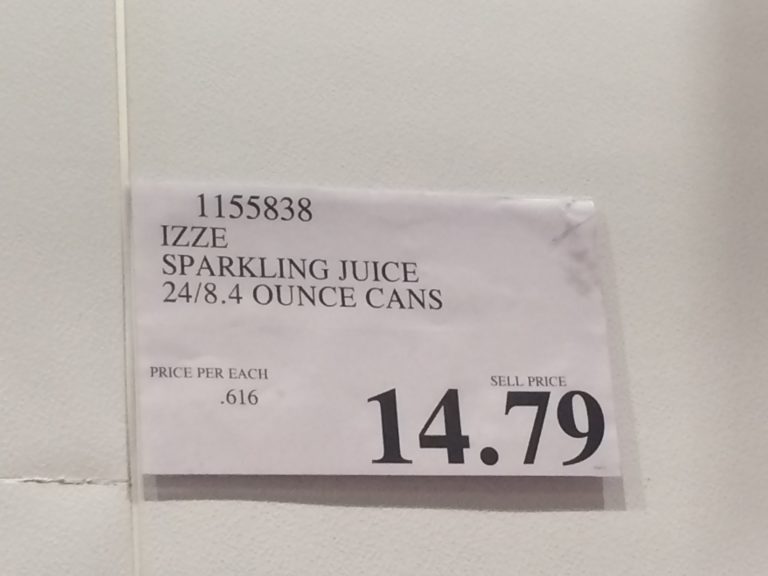 1155838
IZZE
SPARKLING JUICE
24/8.4 OUNCE CANS
PRICE PER EACH
.616
SELL PRICE
14.79